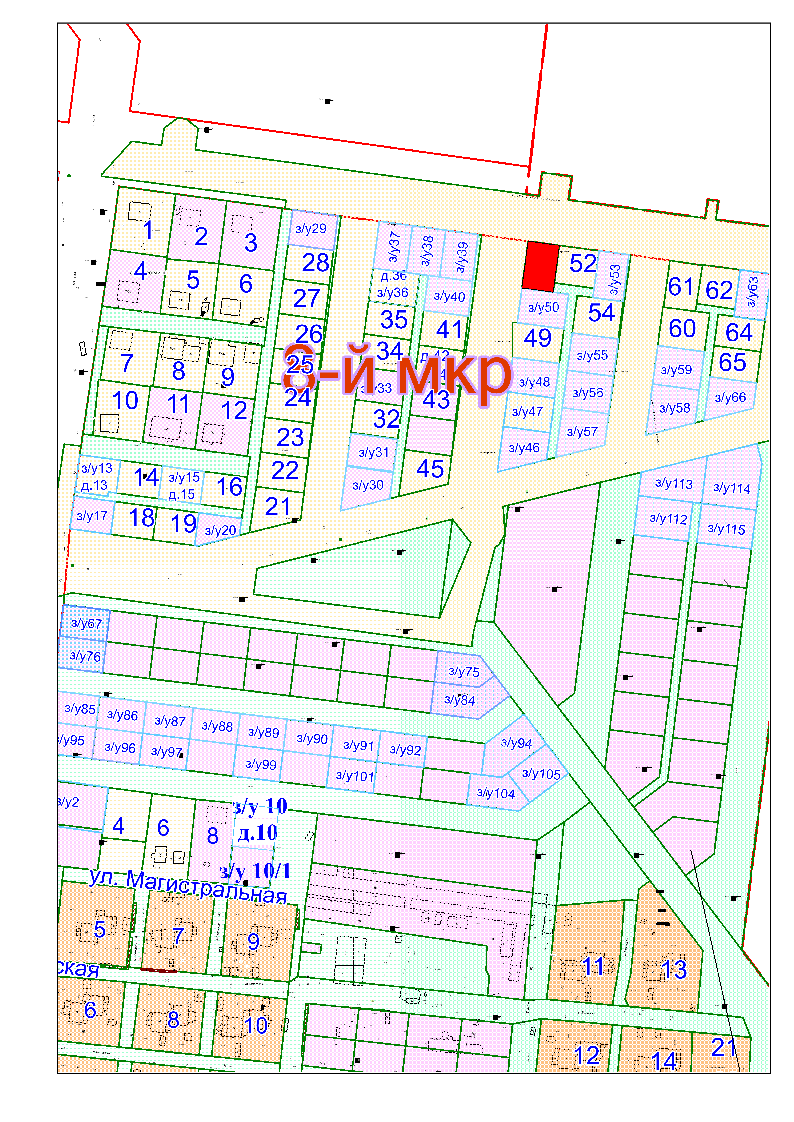 1
2
3
з/у29
з/у37
з/у38
з/у39
52
з/у53
4
5
6
28
д.36
з/у36
з/у40
61
62
з/у63
27
35
41
з/у50
54
60
64
26
34
49
з/у55
65
7
8
9
25
8-й мкр
з/у59
24
33
43
з/у48
з/у56
з/у66
10
11
12
32
з/у47
з/у58
23
з/у31
з/у46
з/у57
з/у13
д.13
14
з/у15
д.15
16
22
з/у30
45
з/у113
з/у114
з/у17
18
19
з/у20
21
з/у112
з/у115
з/у67
з/у76
з/у75
з/у84
з/у85
з/у86
з/у87
з/у88
з/у89
з/у90
з/у91
з/у92
з/у94
з/у95
з/у96
з/у97
з/у99
з/у101
з/у104
з/у105
з/у2
4
6
8
з/у 10
д.10
з/у 10/1
ул. Магистральная
5
7
9
11
13
ская
6
8
10
12
14
21